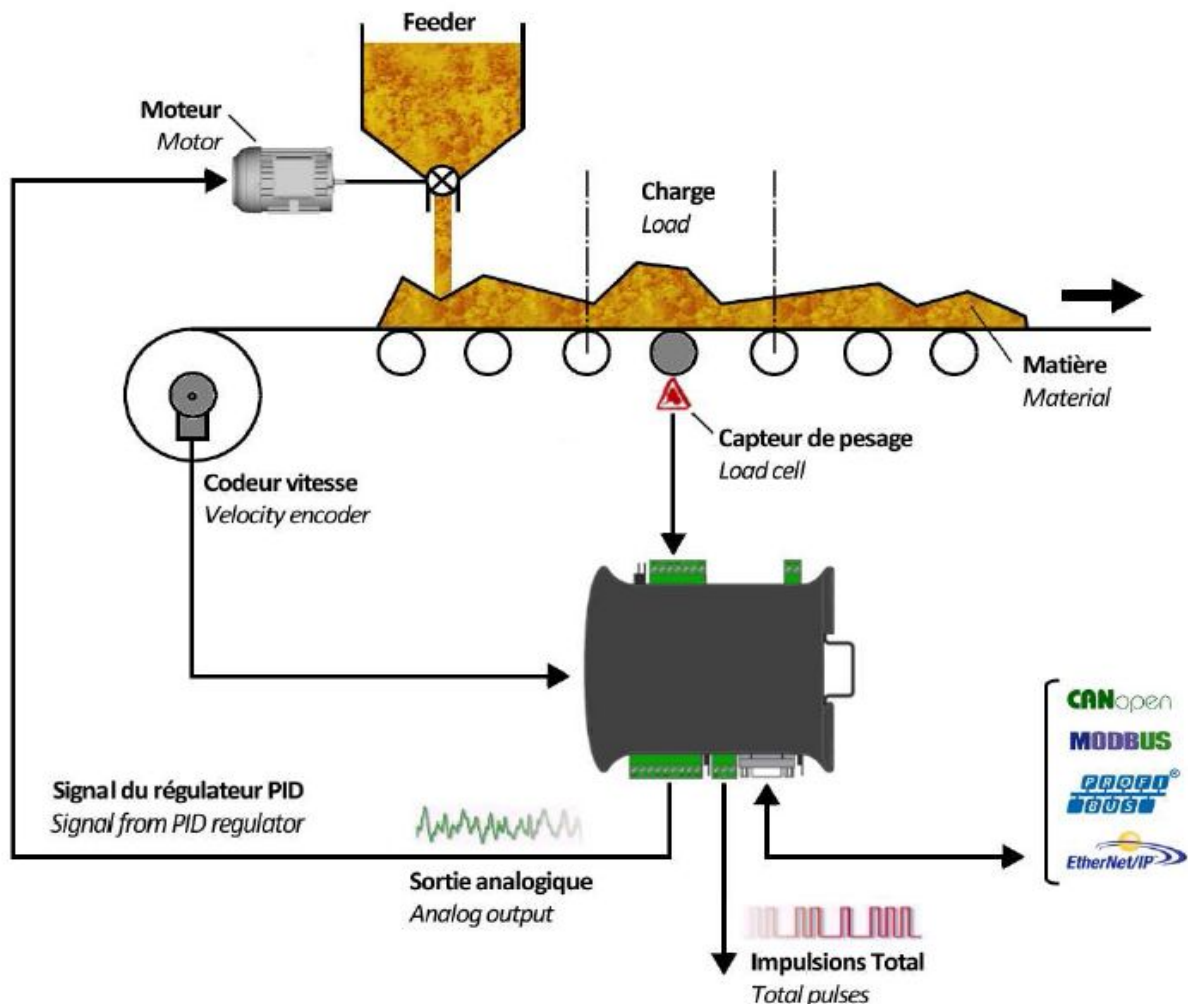 Feeder
Moteur
Motor
Charge
Load
Matière
Material
Capteur de pesage
Load cell
Codeur vitesse
Velocity encoder
CANopen
MODBUS
PROFI
BUS®
EtherNet/IP
Signal du régulateur PID
Signal from PID regulator
Sortie analogique
Analog output
Impulsions Total
Total pulses